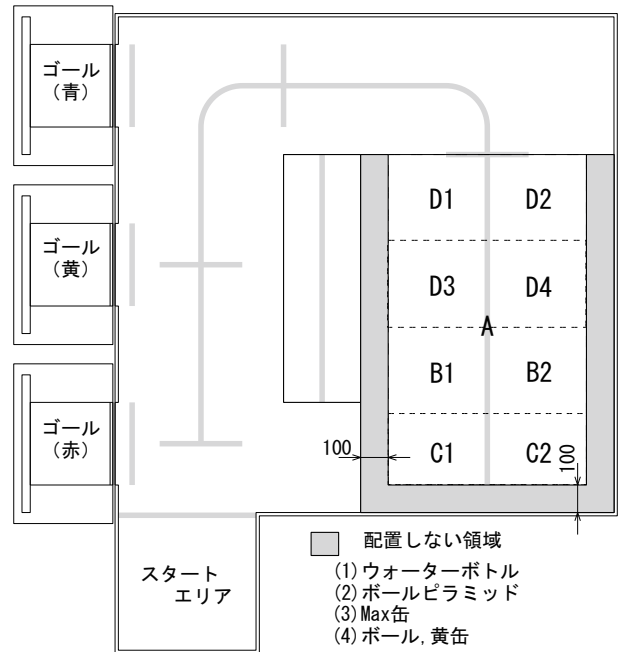 ゴール
(青)
ゴール
(黄)
ゴール
(赤)
D1
D2
D3
D4
A
B1
B2
C1
C2
100
100
スタート
エリア
配置しない領域
(1)ウォーターボトル
(2)ボールピラミッド
(3)Max缶
(4)ボール,黄缶